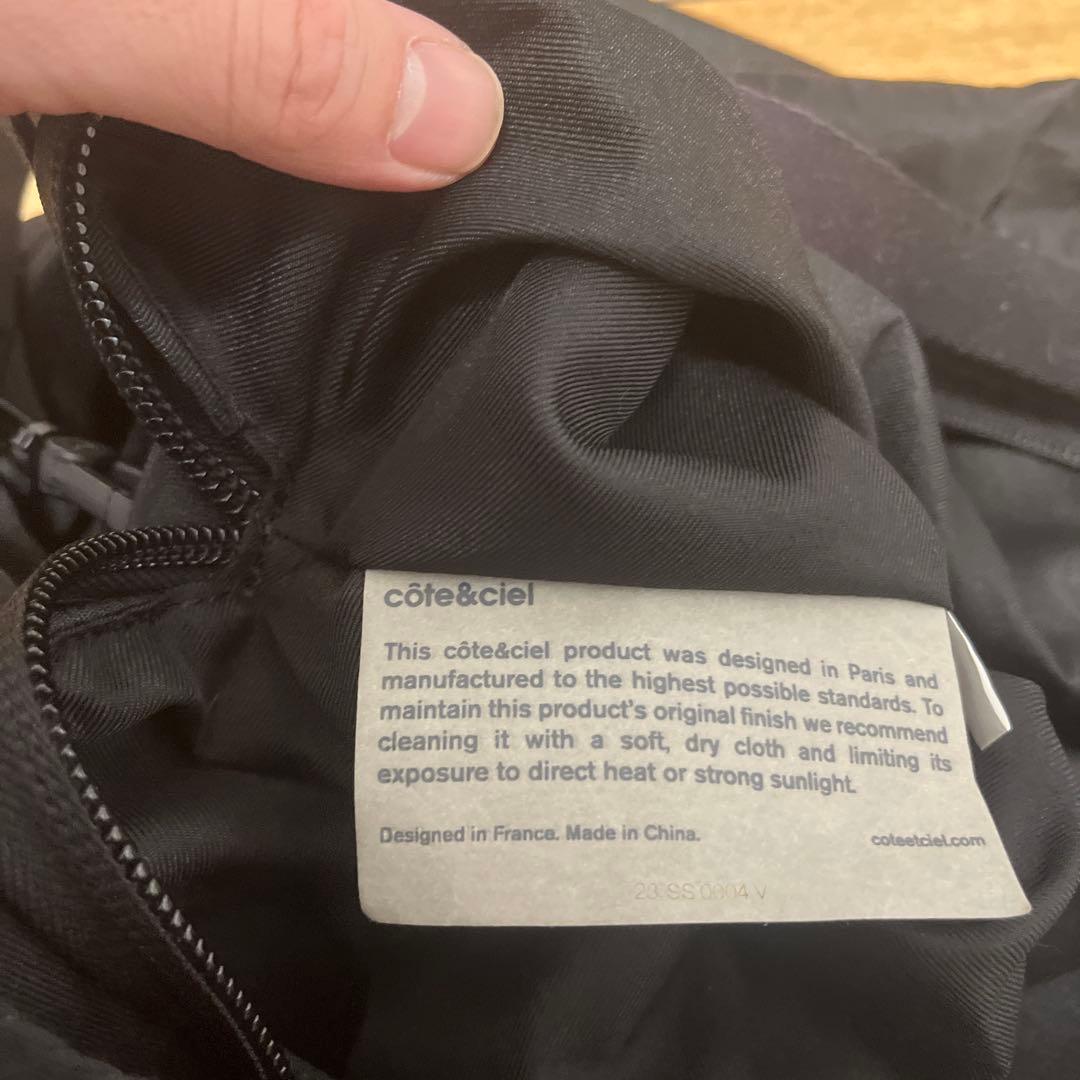 côte&ciel
This côte&ciel product was designed in Paris and
manufactured to the highest possible standards. To
maintain this product's original finish we recommend
cleaning it with a soft, dry cloth and limiting its
exposure to direct heat or strong sunlight.
Designed in France. Made in China.
coteetciel.com